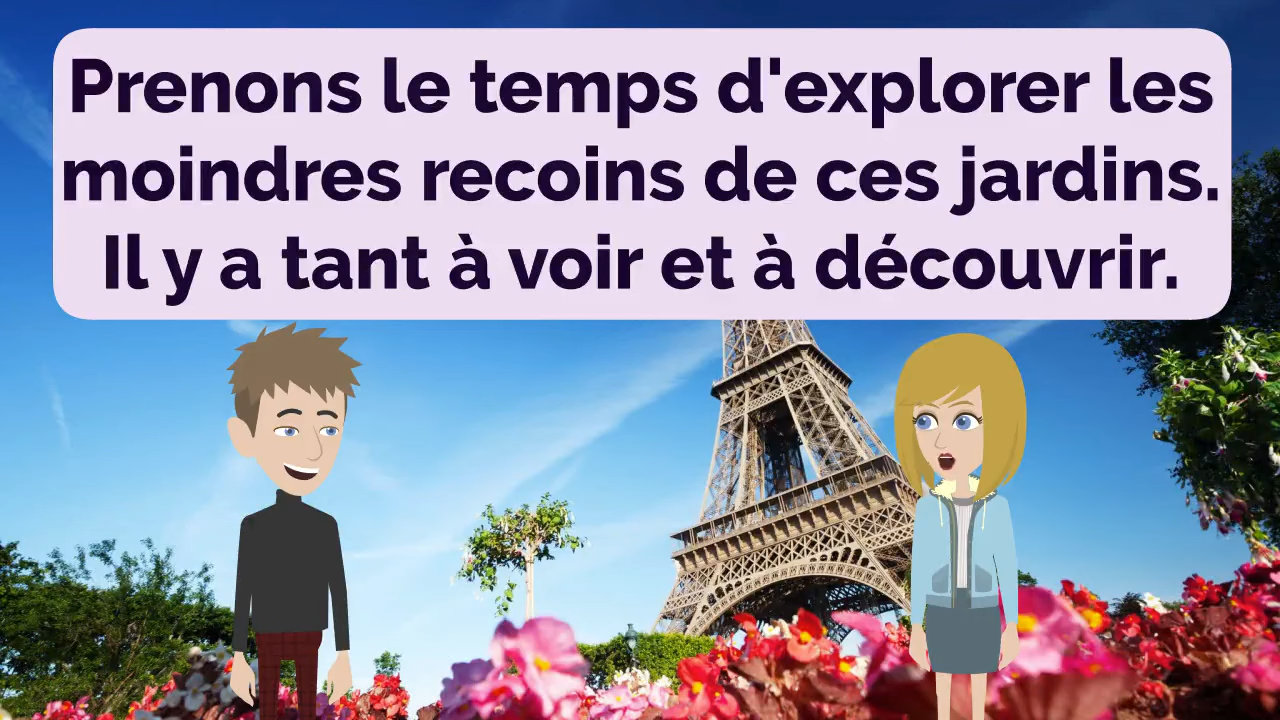 Prenons le temps d'explorer les
moindres recoins de ces jardins.
Il y a tant à voir et à découvrir.